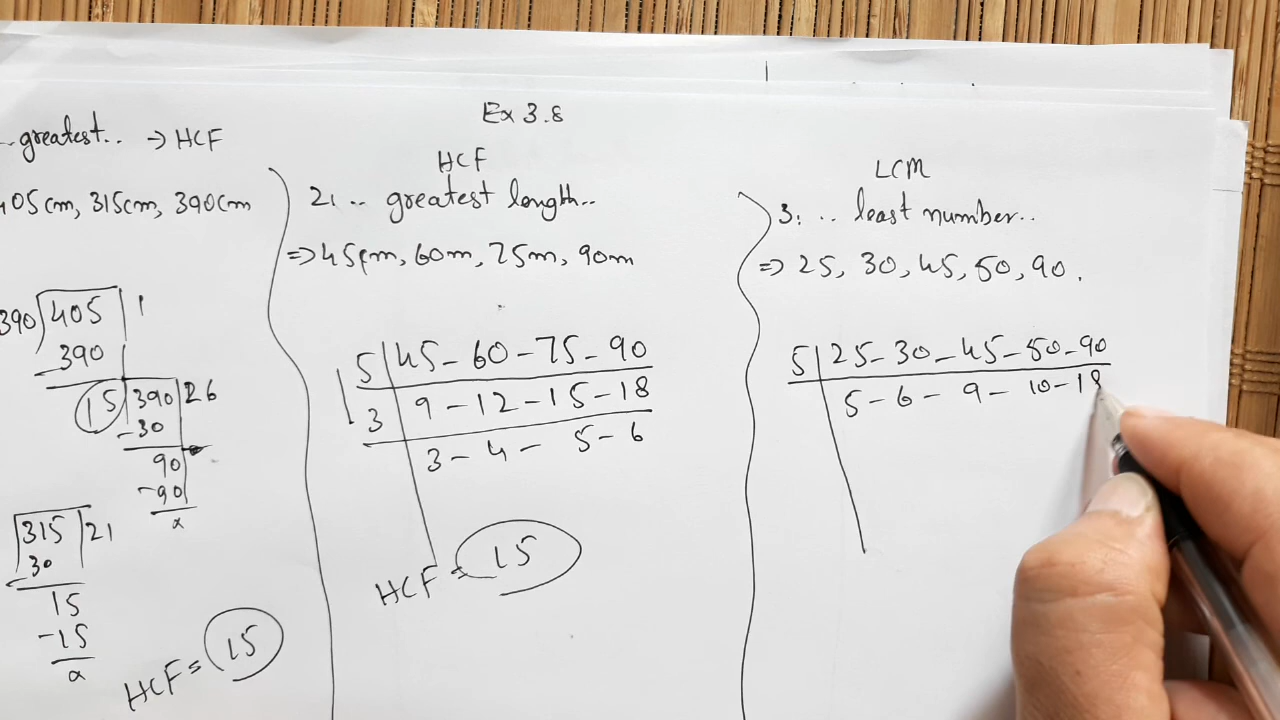 Ex 3.8
.. greatest.. → HCF
405cm, 315cm, 390cm
390 405 1
390
15 390 26
-30
90
-90
x
315 21
30
15
-15
x
HCF = 15
HCF
2. .. greatest length..
⇒ 45cm, 60m, 75m, 90m
5 45 - 60 - 75 - 90
3 9 - 12 - 15 - 18
3 - 4 - 5 - 6
HCF = 15
LCM
3. .. least number..
⇒ 25, 30, 45, 50, 90.
5 25 - 30 - 45 - 50 - 90
5 - 6 - 9 - 10 - 18